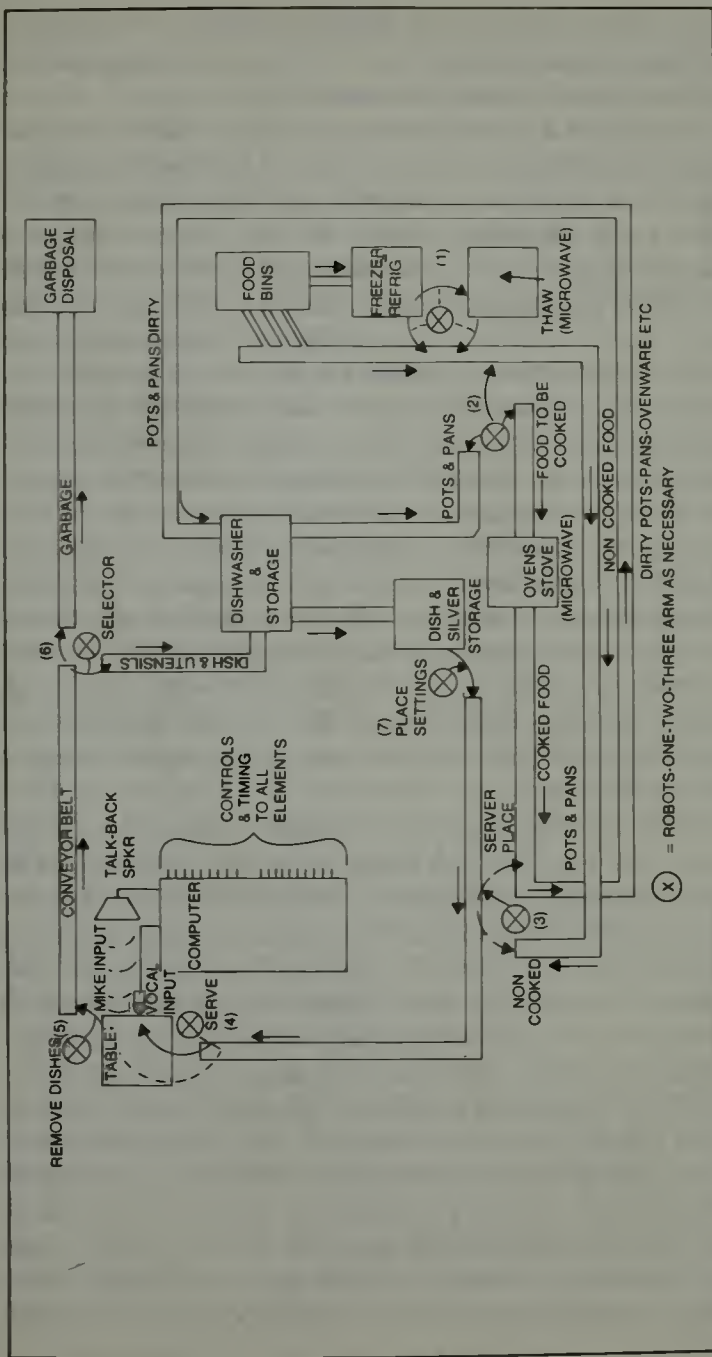 REMOVE DISHES
(5)
TABLE
MIKE INPUT
VOCAL
INPUT
SERVE
(4)
TALK-BACK
SPKR
COMPUTER
CONTROLS
& TIMING
TO ALL
ELEMENTS
CONVEYOR BELT
(6)
SELECTOR
GARBAGE
GARBAGE
DISPOSAL
DISH & UTENSILS
DISHWASHER
&
STORAGE
POTS & PANS DIRTY
POTS & PANS
DISH &
SILVER
STORAGE
(7) PLACE
SETTINGS
FOOD
BINS
FREEZER
REFRIG
(1)
THAW
(MICROWAVE)
(2)
FOOD TO BE
COOKED
OVENS
STOVE
(MICROWAVE)
COOKED FOOD
SERVER
PLACE
(3)
NON
COOKED
POTS & PANS
NON COOKED FOOD
DIRTY POTS-PANS-OVENWARE ETC
X = ROBOTS-ONE-TWO-THREE ARM AS NECESSARY